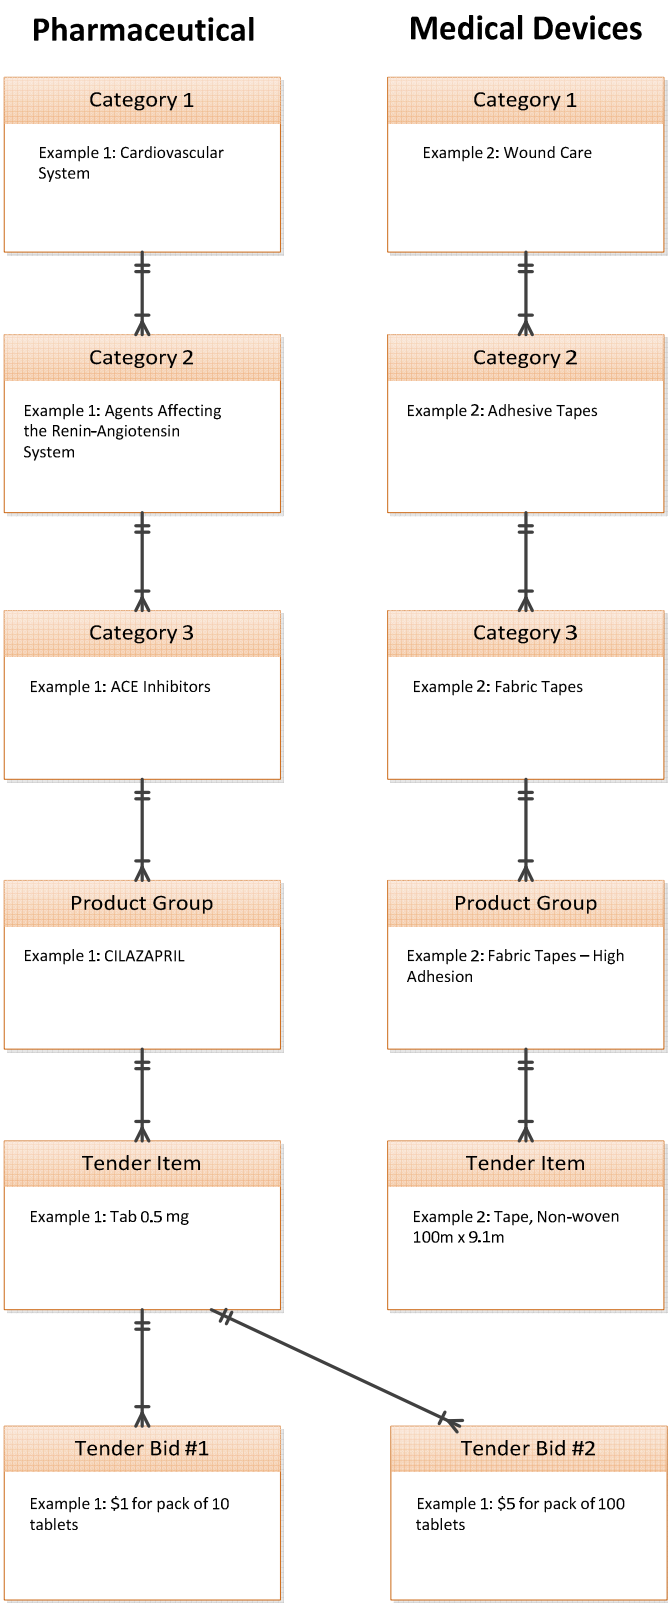 Pharmaceutical
Medical Devices
Category 1
Example 1: Cardiovascular
System
Category 1
Example 2: Wound Care
Category 2
Example 1: Agents Affecting
the Renin-Angiotensin
System
Category 2
Example 2: Adhesive Tapes
Category 3
Example 1: ACE Inhibitors
Category 3
Example 2: Fabric Tapes
Product Group
Example 1: CILAZAPRIL
Product Group
Example 2: Fabric Tapes – High
Adhesion
Tender Item
Example 1: Tab 0.5 mg
Tender Item
Example 2: Tape, Non-woven
100m x 9.1m
Tender Bid #1
Example 1: $1 for pack of 10
tablets
Tender Bid #2
Example 1: $5 for pack of 100
tablets